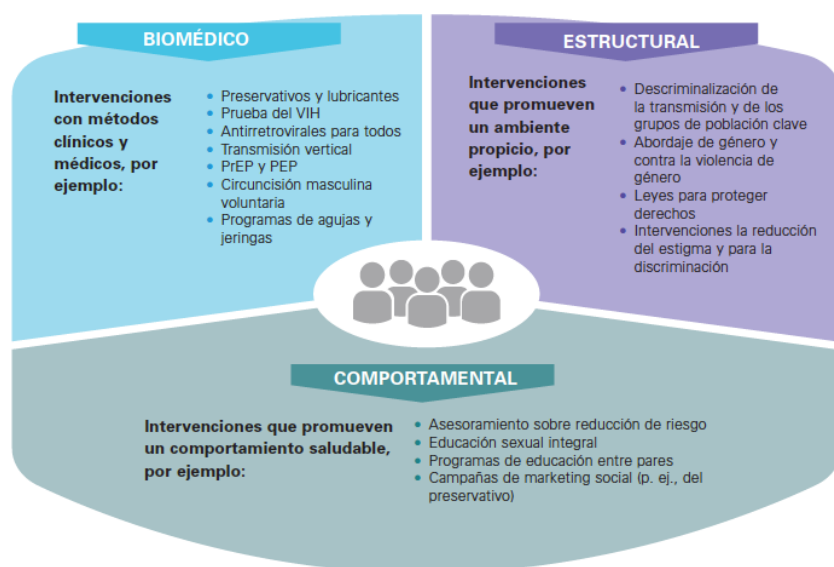 BIOMÉDICO
Intervenciones
con métodos
clínicos y
médicos, por
ejemplo:
• Preservativos y lubricantes
• Prueba del VIH
• Antirretrovirales para todos
• Transmisión vertical
• PrEP y PEP
• Circuncisión masculina
voluntaria
• Programas de agujas y
jeringas
ESTRUCTURAL
Intervenciones
que promueven
un ambiente
propicio, por
ejemplo:
• Descriminalización de
la transmisión y de los
grupos de población clave
• Abordaje de género y
contra la violencia de
género
• Leyes para proteger
derechos
• Intervenciones la reducción
del estigma y para la
discriminación
COMPORTAMENTAL
Intervenciones que promueven
un comportamiento saludable,
por ejemplo:
• Asesoramiento sobre reducción de riesgo
• Educación sexual integral
• Programas de educación entre pares
• Campañas de marketing social (p. ej., del
preservativo)